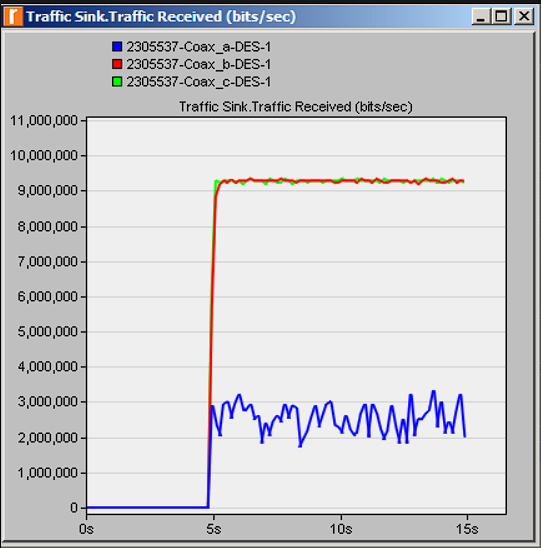 Traffic Sink.Traffic Received (bits/sec)
2305537-Coax_a-DES-1
2305537-Coax_b-DES-1
2305537-Coax_c-DES-1
Traffic Sink.Traffic Received (bits/sec)
11,000,000
10,000,000
9,000,000
8,000,000
7,000,000
6,000,000
5,000,000
4,000,000
3,000,000
2,000,000
1,000,000
0
0s 5s 10s 15s